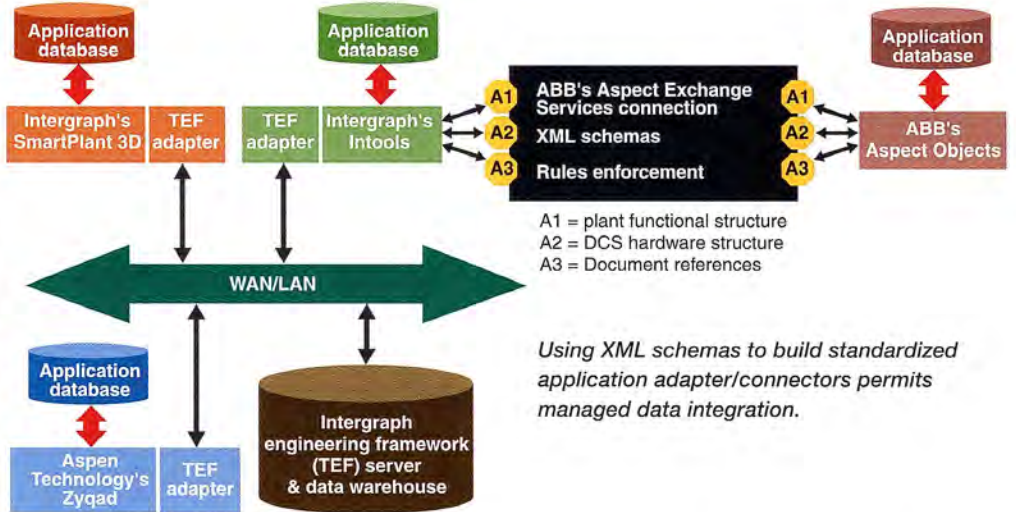 Application
database
Application
database
Application
database
Intergraph's
SmartPlant 3D
TEF
adapter
TEF
adapter
Intergraph's
Intools
A1
A2
A3
ABB's Aspect Exchange
Services connection
XML schemas
Rules enforcement
A1
A2
A3
ABB's
Aspect Objects
A1 = plant functional structure
A2 = DCS hardware structure
A3 = Document references
WAN/LAN
Using XML schemas to build standardized
application adapter/connectors permits
managed data integration.
Application
database
Aspen
Technology's
Zyqad
TEF
adapter
Intergraph
engineering framework
(TEF) server
& data warehouse